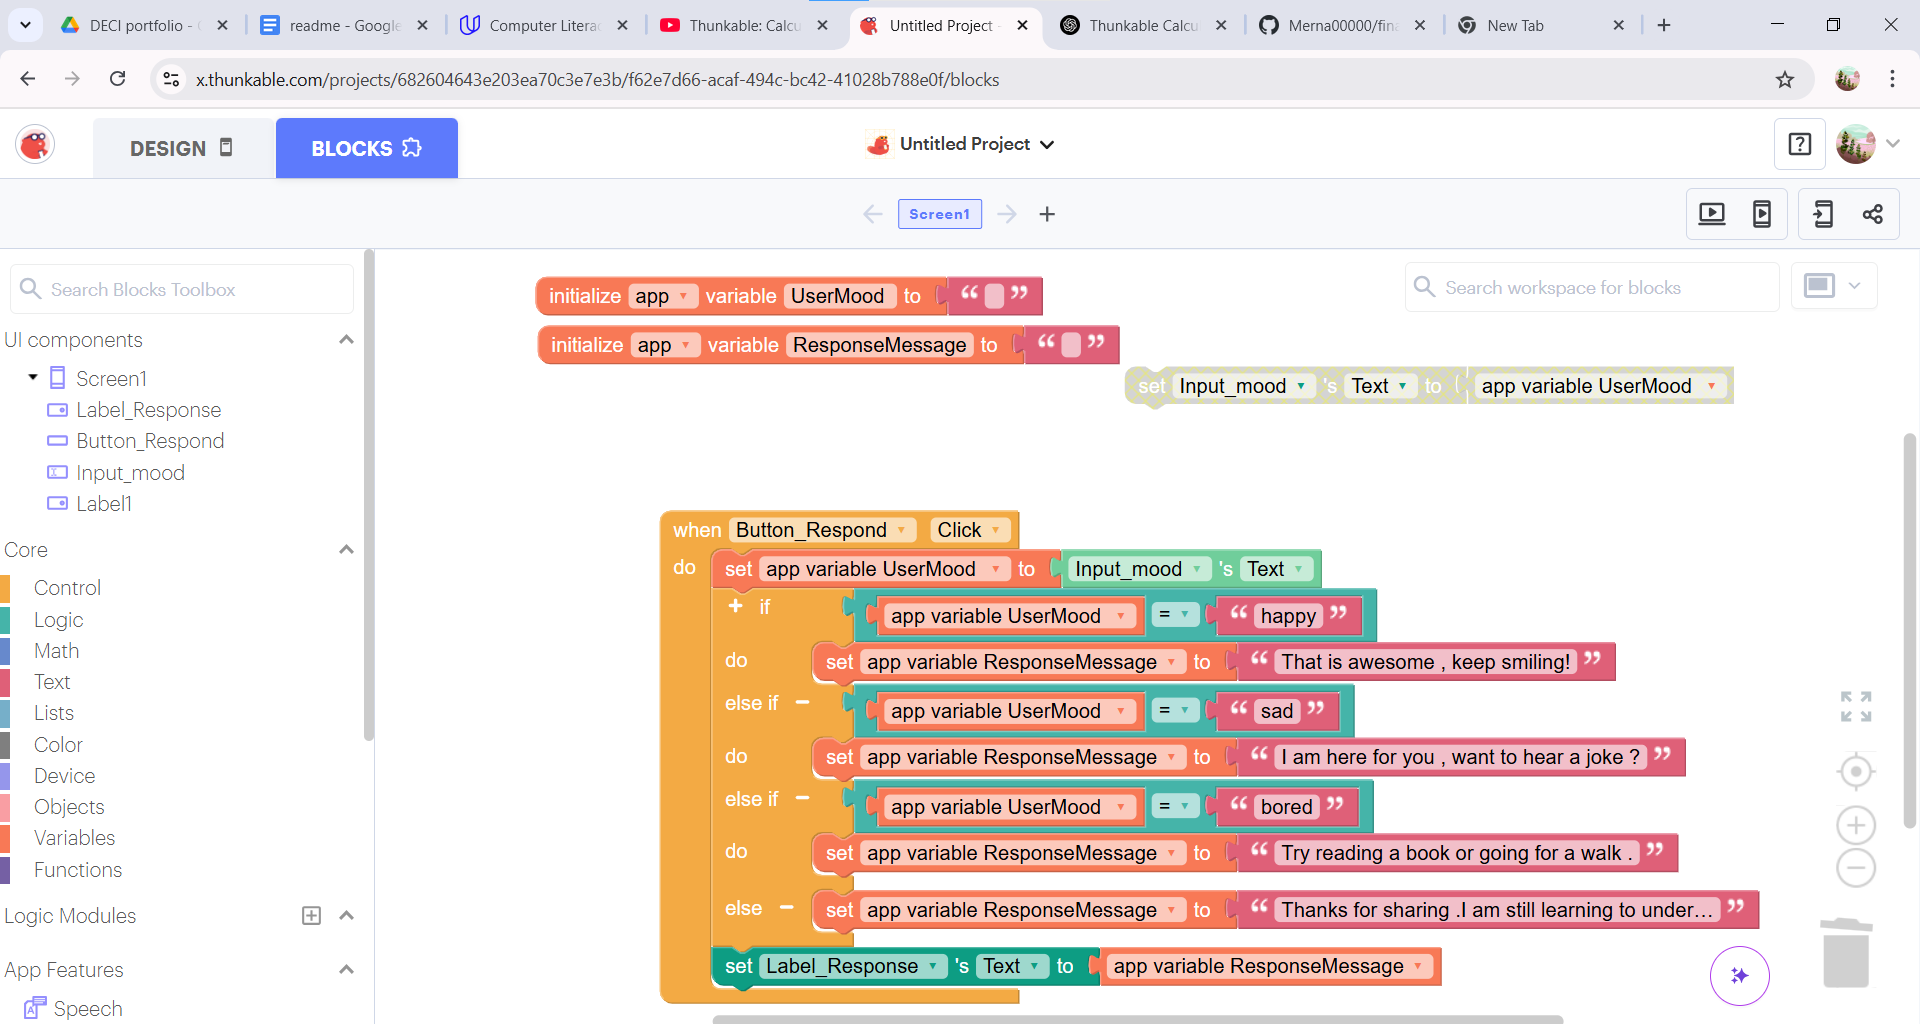 DECI portfolio - 
readme - Google
Computer Litera
Thunkable: Calcu
Untitled Project -
Thunkable Calcu
Merna00000/fina
New Tab
x.thunkable.com/projects/682604643e203ea70c3e7e3b/f62e7d66-acaf-494c-bc42-41028b788e0f/blocks
DESIGN
BLOCKS
Untitled Project
Screen1
Search Blocks Toolbox
UI components
Screen1
Label_Response
Button_Respond
Input_mood
Label1
Core
Control
Logic
Math
Text
Lists
Color
Device
Objects
Variables
Functions
Logic Modules
App Features
Speech
initialize app variable UserMood to “ ”
initialize app variable ResponseMessage to “ ”
Search workspace for blocks
set Input_mood 's Text to app variable UserMood
when Button_Respond Click
do set app variable UserMood to Input_mood 's Text
+ if app variable UserMood = “ happy ”
do set app variable ResponseMessage to “ That is awesome , keep smiling! ”
else if - app variable UserMood = “ sad ”
do set app variable ResponseMessage to “ I am here for you , want to hear a joke ? ”
else if - app variable UserMood = “ bored ”
do set app variable ResponseMessage to “ Try reading a book or going for a walk . ”
else - set app variable ResponseMessage to “ Thanks for sharing .I am still learning to under... ”
set Label_Response 's Text to app variable ResponseMessage